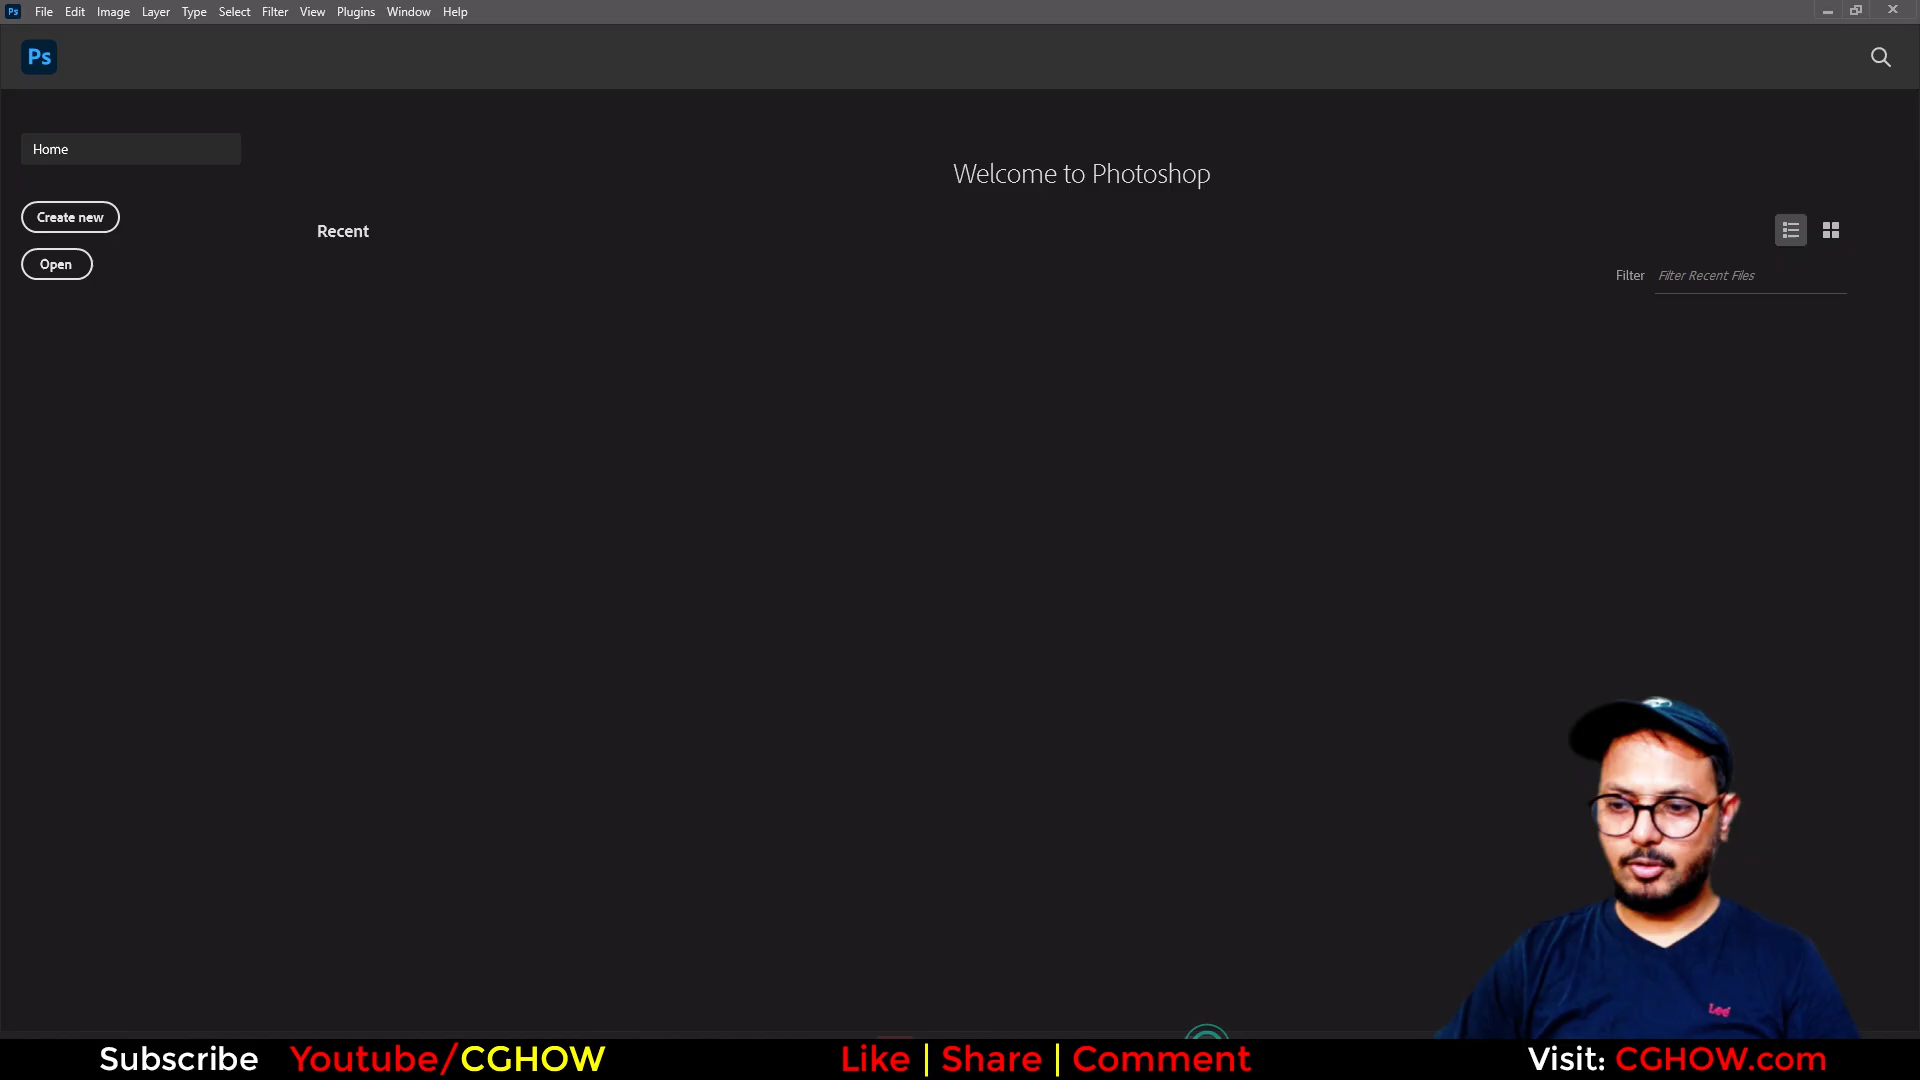 Ps File Edit Image Layer Type Select Filter View Plugins Window Help
Ps
Home
Welcome to Photoshop
Create new
Recent
Open
Filter Filter Recent Files
Lee
Subscribe Youtube/CGHOW Like | Share | Comment Visit: CGHOW.com